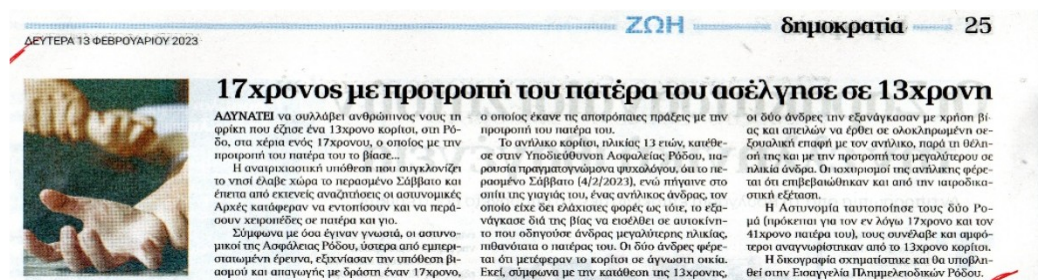 ΖΩΗ
δημοκρατία 25
ΔΕΥΤΕΡΑ 13 ΦΕΒΡΟΥΑΡΙΟΥ 2023
17χρονος με προτροπή του πατέρα του ασέλγησε σε 13χρονη
ΑΔΥΝΑΤΕΙ να συλλάβει ανθρώπινος νους τη
φρίκη που έζησε ένα 13χρονο κορίτσι, στη Ρό-
δο, στα χέρια ενός 17χρονου, ο οποίος με την
προτροπή του πατέρα του το βίασε...
Η ανατριχιαστική υπόθεση που συγκλονίζει
το νησί έλαβε χώρα το περασμένο Σάββατο και
έπειτα από εκτενείς αναζητήσεις οι αστυνομικές
Αρχές κατάφεραν να εντοπίσουν και να περά-
σουν χειροπέδες σε πατέρα και γιο.
Σύμφωνα με όσα έγιναν γνωστά, οι αστυνο-
μικοί της Ασφάλειας Ρόδου, ύστερα από εμπερι-
στατωμένη έρευνα, εξιχνίασαν την υπόθεση βι-
ασμού και απαγωγής με δράστη έναν 17χρονο,
ο οποίος έκανε τις αποτρόπαιες πράξεις με την
προτροπή του πατέρα του.
Το ανήλικο κορίτσι, ηλικίας 13 ετών, κατέθε-
σε στην Υποδιεύθυνση Ασφαλείας Ρόδου, πα-
ρουσία πραγματογνώμονα ψυχολόγου, ότι το πε-
ρασμένο Σάββατο (4/2/2023), ενώ πήγαινε στο
σπίτι της γιαγιάς του, ένας ανήλικος άνδρας, τον
οποίο είχε δει ελάχιστες φορές ως τότε, το εξα-
νάγκασε διά της βίας να εισέλθει σε αυτοκίνη-
το που οδηγούσε άνδρας μεγαλύτερης ηλικίας,
πιθανότατα ο πατέρας του. Οι δύο άνδρες φέρε-
ται ότι μετέφεραν το κορίτσι σε άγνωστη οικία.
Εκεί, σύμφωνα με την κατάθεση της 13χρονης,
οι δύο άνδρες την εξανάγκασαν με χρήση βί-
ας και απειλών να έρθει σε ολοκληρωμένη σε-
ξουαλική επαφή με τον ανήλικο, παρά τη θέλη-
σή της και με την προτροπή του μεγαλύτερου σε
ηλικία άνδρα. Οι ισχυρισμοί της ανήλικης φέρε-
ται ότι επιβεβαιώθηκαν και από την ιατροδικα-
στική εξέταση.
Η Αστυνομία ταυτοποίησε τους δύο Ρο-
μά (πρόκειται για τον εν λόγω 17χρονο και τον
41χρονο πατέρα του), τους συνέλαβε και αμφό-
τεροι αναγνωρίστηκαν από το 13χρονο κορίτσι.
Η δικογραφία σχηματίστηκε και θα υποβλη-
θεί στην Εισαγγελία Πλημμελειοδικών Ρόδου.